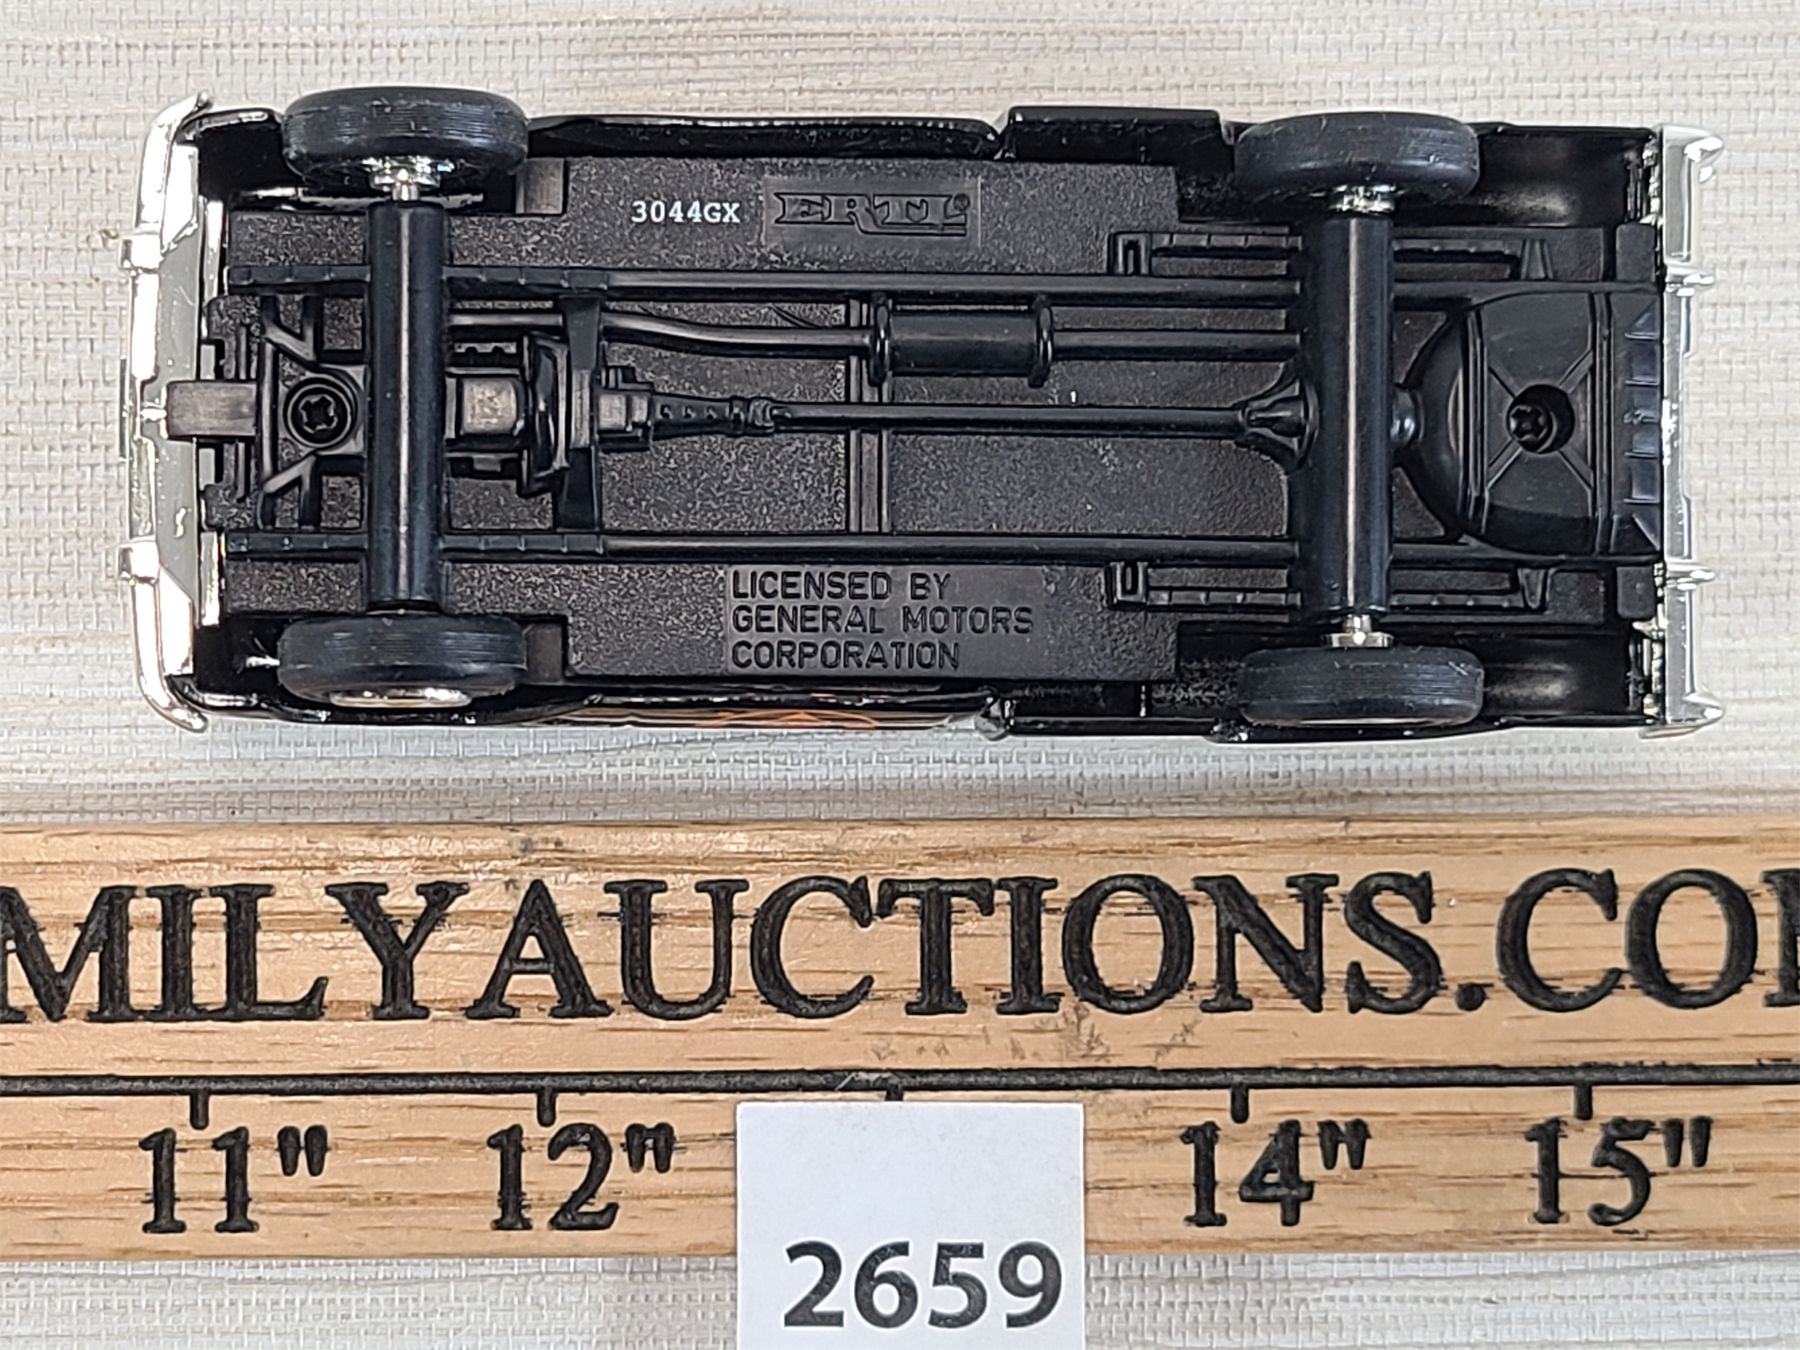 3044GX ERTL®
LICENSED BY
GENERAL MOTORS
CORPORATION
MILYAUCTIONS.CO
11" 12" 14" 15"
2659